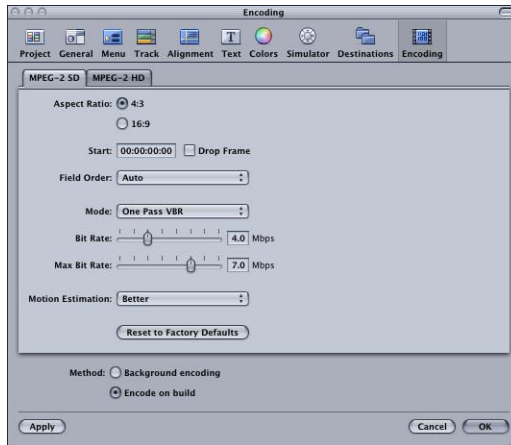 Encoding
Project General Menu Track Alignment Text Colors Simulator Destinations Encoding
MPEG-2 SD MPEG-2 HD
Aspect Ratio: 4:3
16:9
Start: 00:00:00:00 Drop Frame
Field Order: Auto
Mode: One Pass VBR
Bit Rate: 4.0 Mbps
Max Bit Rate: 7.0 Mbps
Motion Estimation: Better
Reset to Factory Defaults
Method: Background encoding
Encode on build
Apply Cancel OK